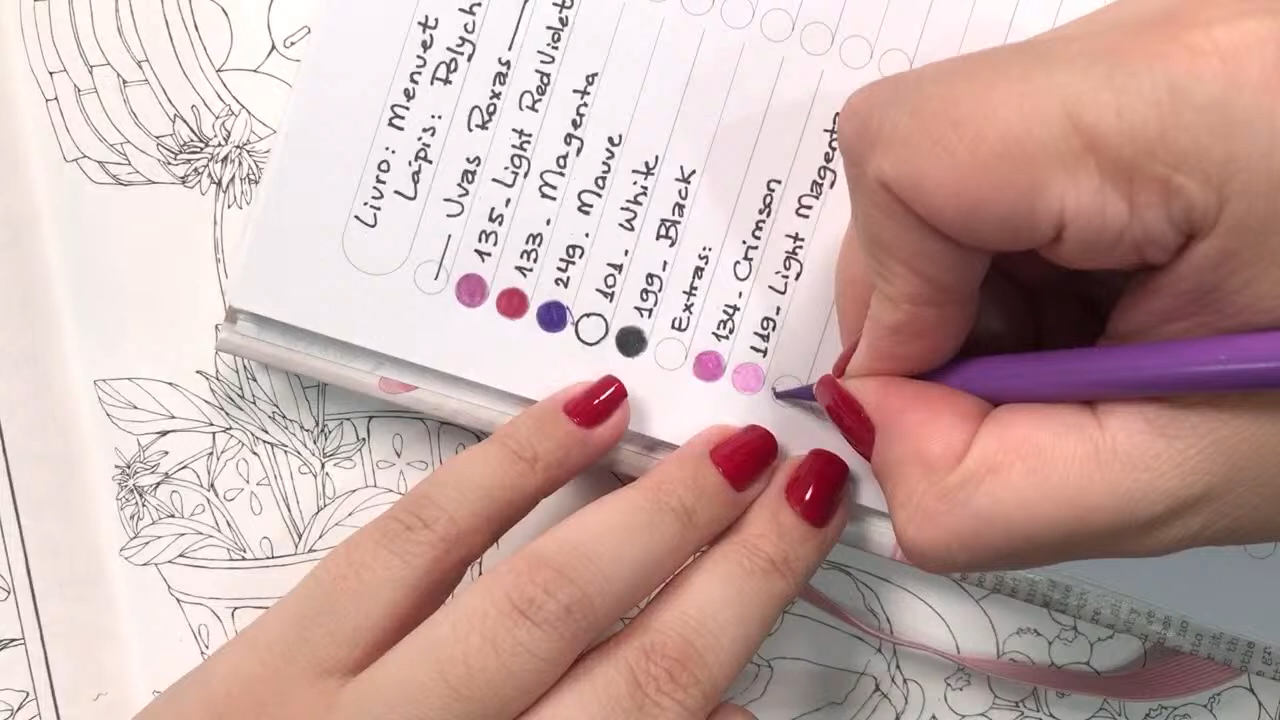 Livro: Menuet
Lápis: Polych
— Uvas Roxas —
135 - Light Red Violet
133 - Magenta
249 - Mauve
101 - White
199 - Black
Extras:
134 - Crimson
119 - Light Magenta